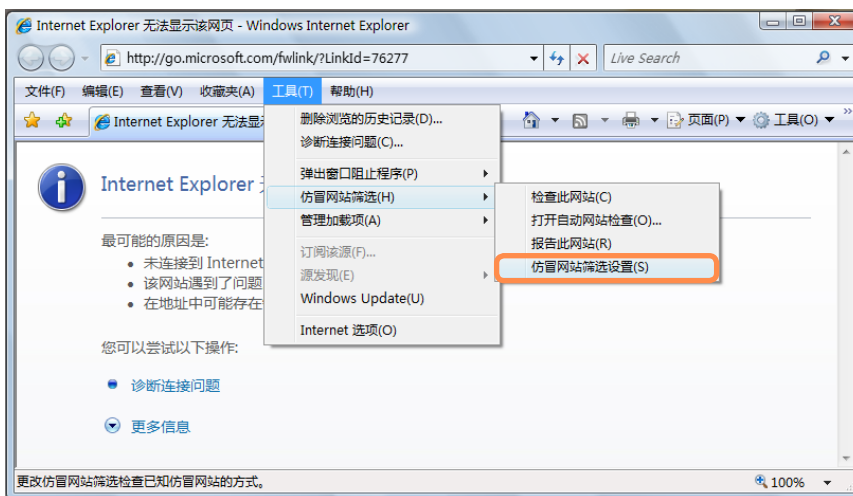 Internet Explorer 无法显示该网页 - Windows Internet Explorer
http://go.microsoft.com/fwlink/?LinkId=76277 Live Search
文件(F) 编辑(E) 查看(V) 收藏夹(A) 工具(T) 帮助(H)
Internet Explorer 无法显 页面(P) 工具(O) »
删除浏览的历史记录(D)...
诊断连接问题(C)...
弹出窗口阻止程序(P)
仿冒网站筛选(H)
管理加载项(A)
订阅该源(F)...
源发现(E)
Windows Update(U)
Internet 选项(O)
检查此网站(C)
打开自动网站检查(O)...
报告此网站(R)
仿冒网站筛选设置(S)
Internet Explorer
最可能的原因是:
• 未连接到 Internet
• 该网站遇到了问题
• 在地址中可能存在
您可以尝试以下操作:
诊断连接问题
更多信息
更改仿冒网站筛选检查已知仿冒网站的方式。 100%